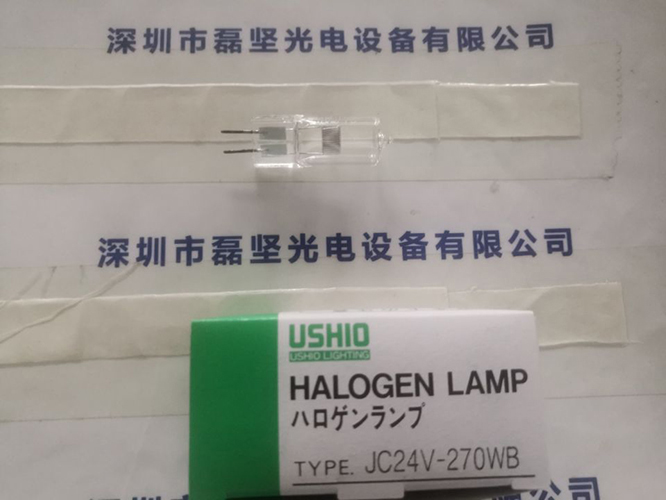 深圳市磊坚光电设备有限公司
深圳市磊坚光电设备有限公司
USHIO
USHIO LIGHTING
HALOGEN LAMP
ハロゲンランプ
TYPE. JC24V-270WB